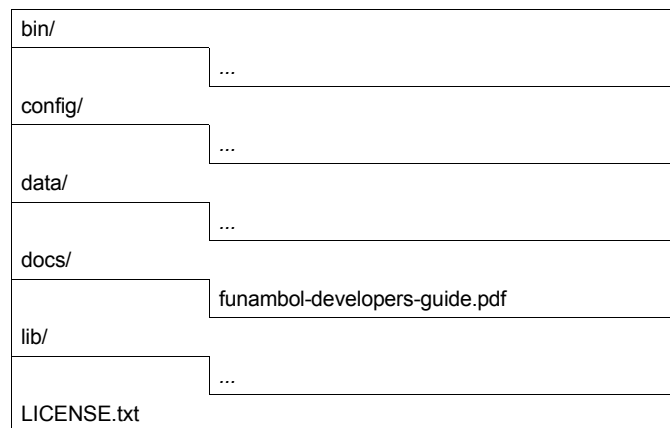 bin/
...
config/
...
data/
...
docs/
funambol-developers-guide.pdf
lib/
...
LICENSE.txt